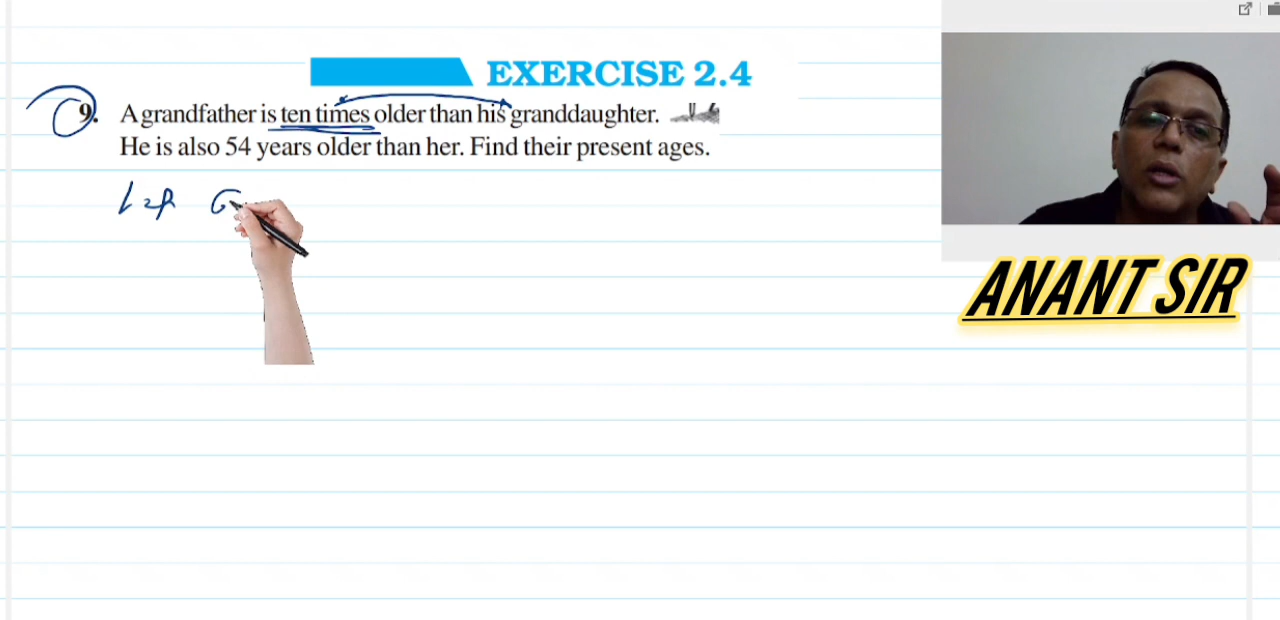 EXERCISE 2.4
9. A grandfather is ten times older than his granddaughter.
He is also 54 years older than her. Find their present ages.
Let G
ANANT SIR